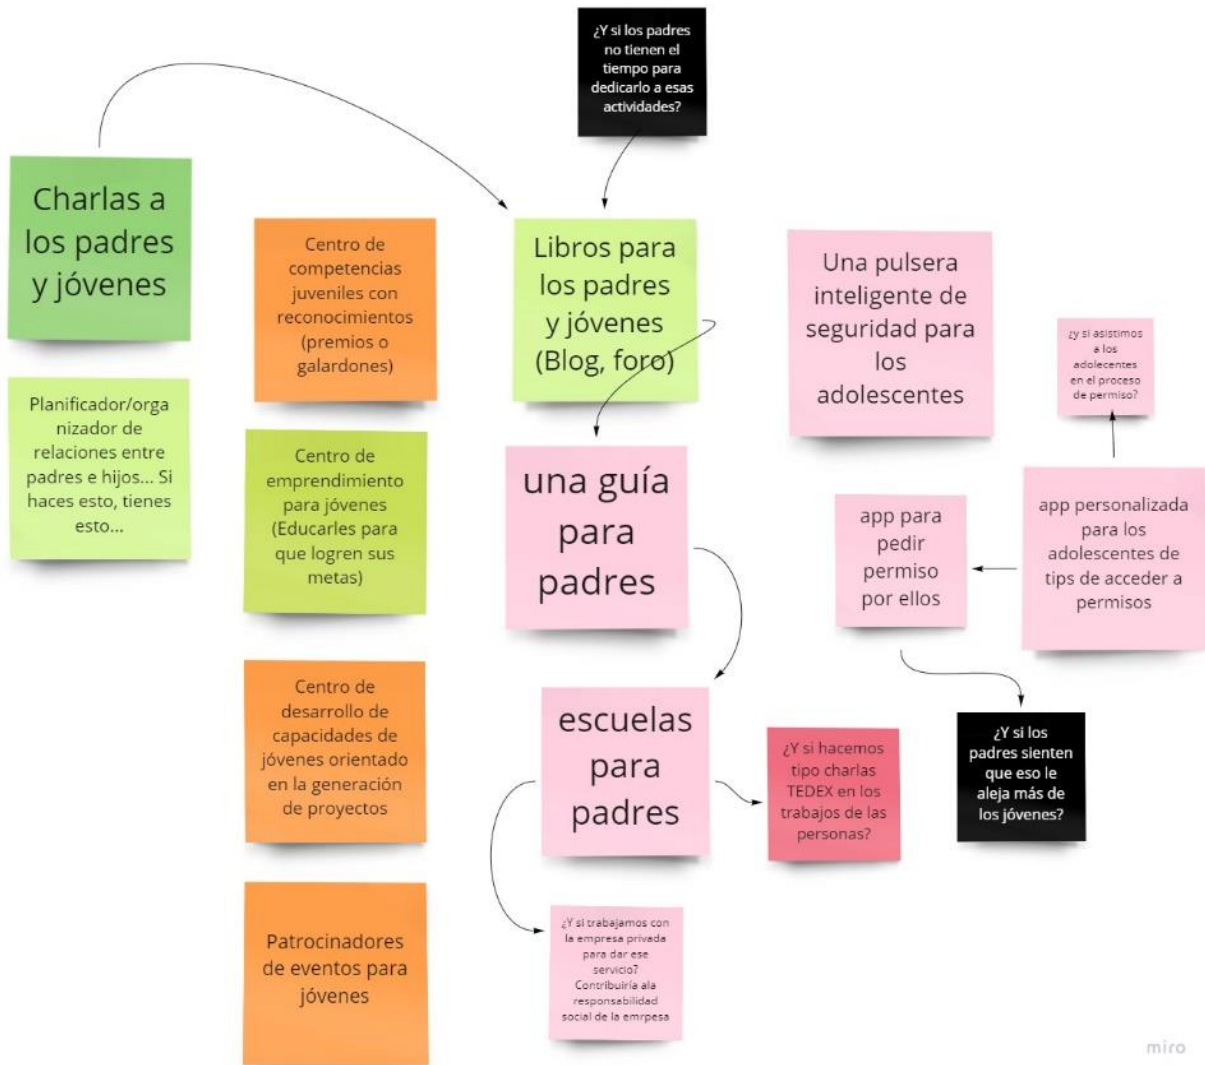 ¿Y si los padres
no tienen el
tiempo para
dedicarlo a esas
actividades?
Charlas a
los padres
y jóvenes
Planificador/orga
nizador de
relaciones entre
padres e hijos... Si
haces esto, tienes
esto...
Centro de
competencias
juveniles con
reconocimientos
(premios o
galardones)
Centro de
emprendimiento
para jóvenes
(Educarles para
que logren sus
metas)
Centro de
desarrollo de
capacidades de
jóvenes orientado
en la generación
de proyectos
Patrocinadores
de eventos para
jóvenes
Libros para
los padres
y jóvenes
(Blog, foro)
una guía
para
padres
escuelas
para
padres
¿Y si trabajamos con
la empresa privada
para dar ese
servicio?
Contribuiría ala
responsabilidad
social de la emrpesa
¿Y si hacemos
tipo charlas
TEDEX en los
trabajos de las
personas?
Una pulsera
inteligente de
seguridad para
los
adolescentes
¿y si asistimos
a los
adolecentes
en el proceso
de permiso?
app personalizada
para los
adolescentes de
tips de acceder a
permisos
app para
pedir
permiso
por ellos
¿Y si los
padres sienten
que eso le
aleja más de
los jóvenes?
miro